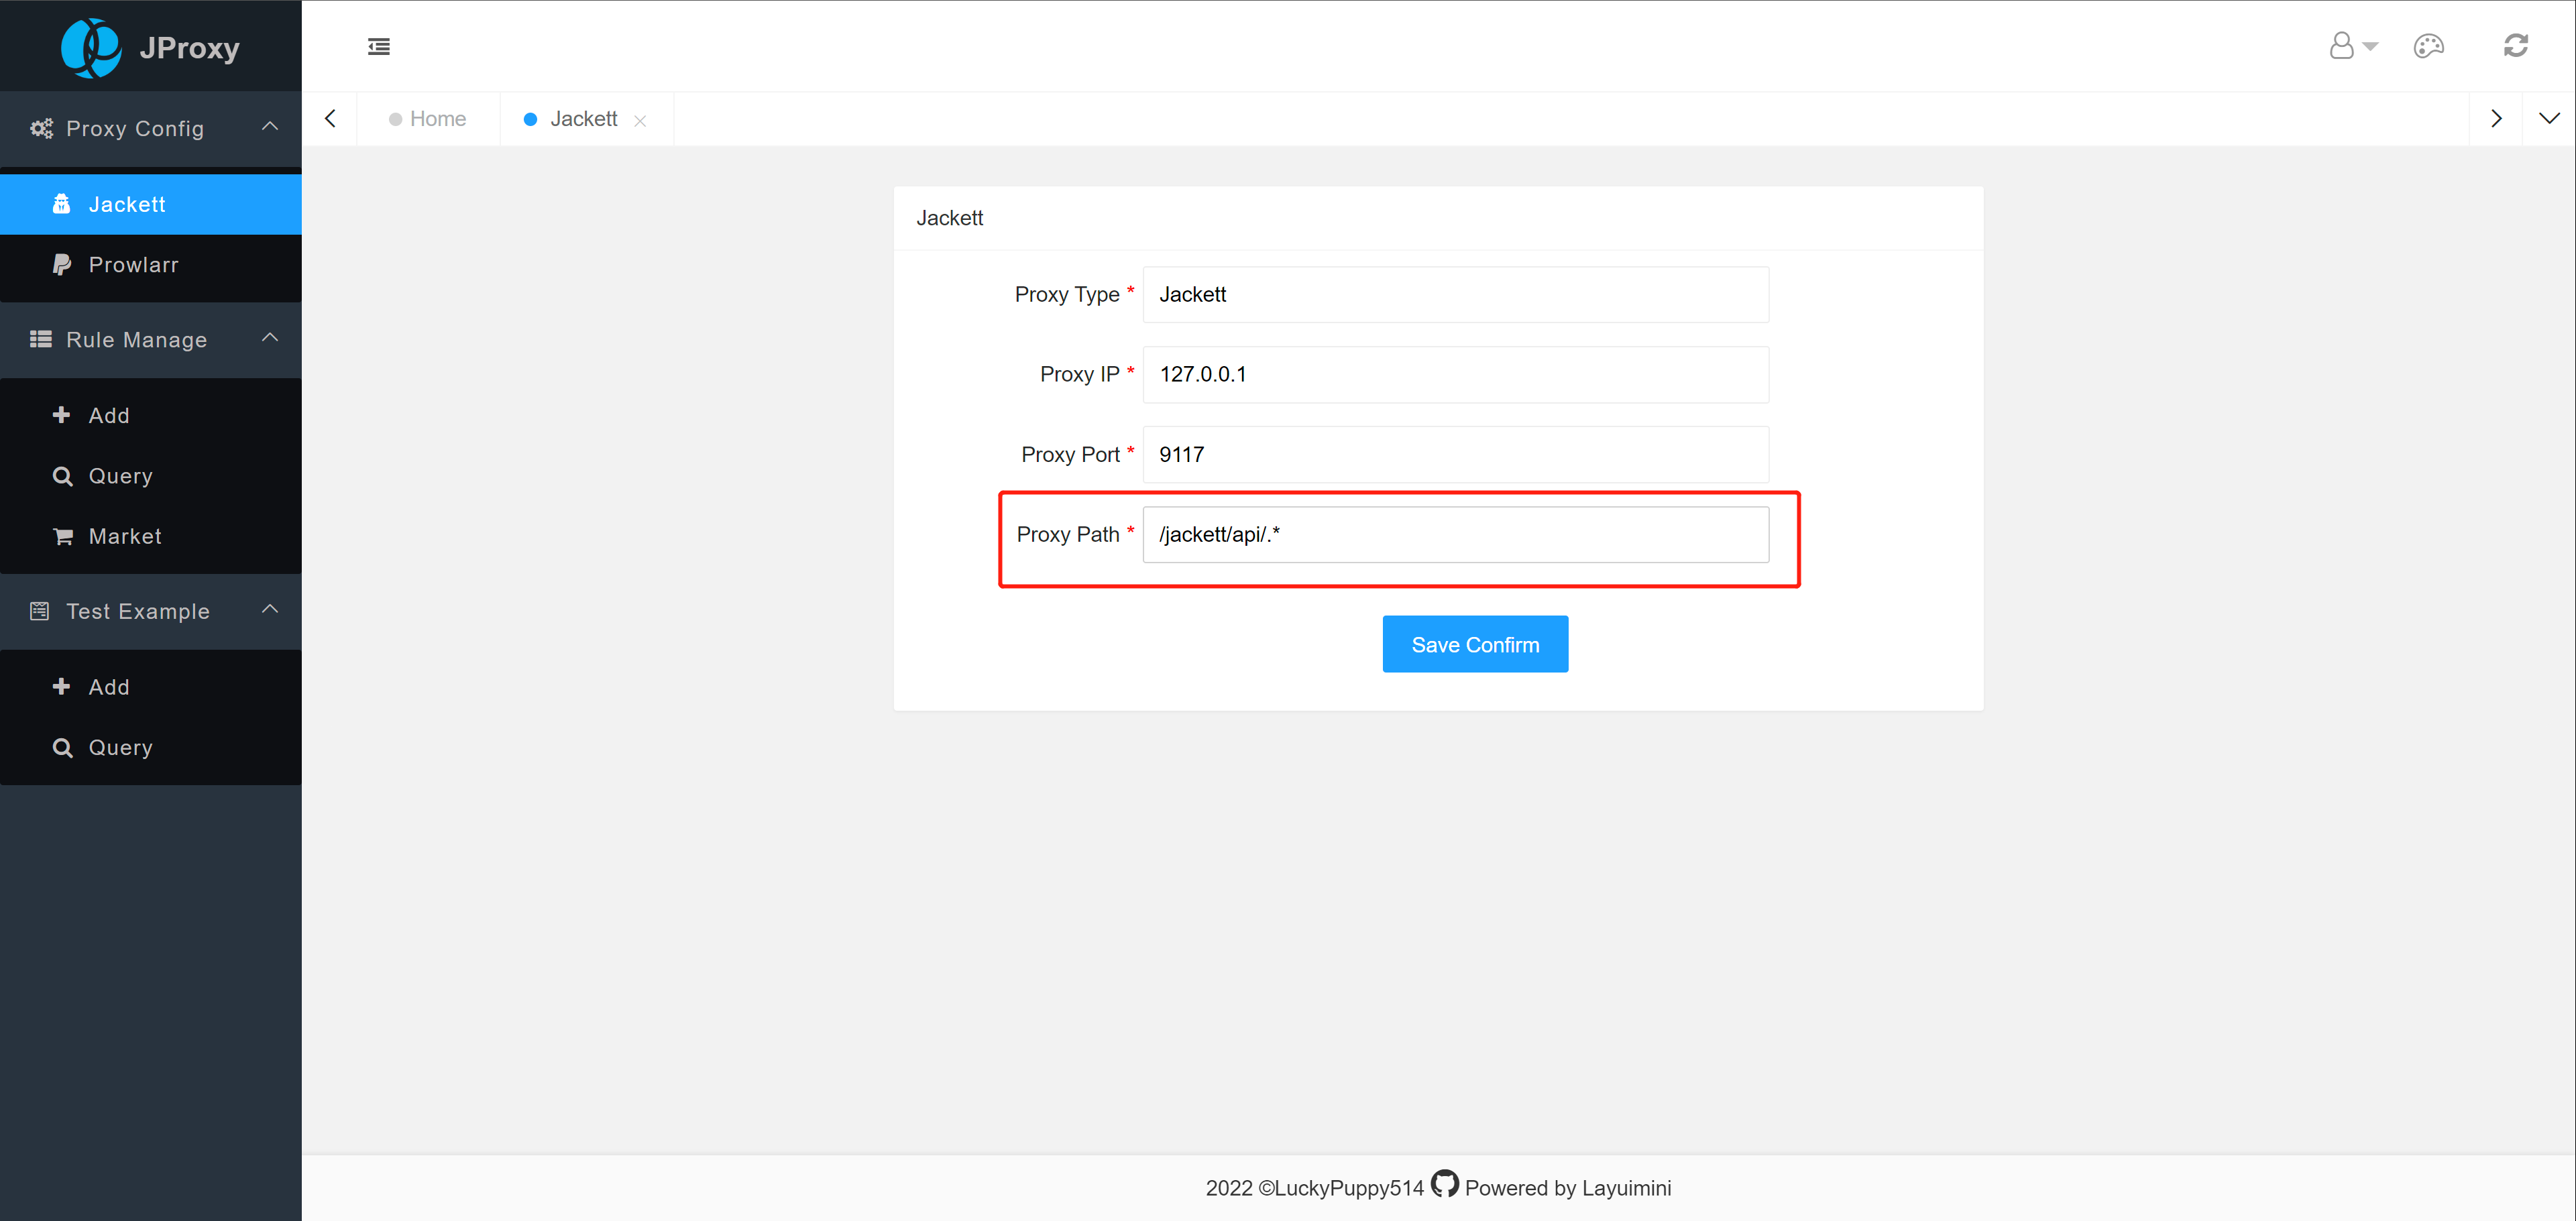 JProxy
Proxy Config
Jackett
Prowlarr
Rule Manage
Add
Query
Market
Test Example
Add
Query
Home
Jackett
Jackett
Proxy Type * Jackett
Proxy IP * 127.0.0.1
Proxy Port * 9117
Proxy Path * /jackett/api/.*
Save Confirm
2022 ©LuckyPuppy514 Powered by Layuimini